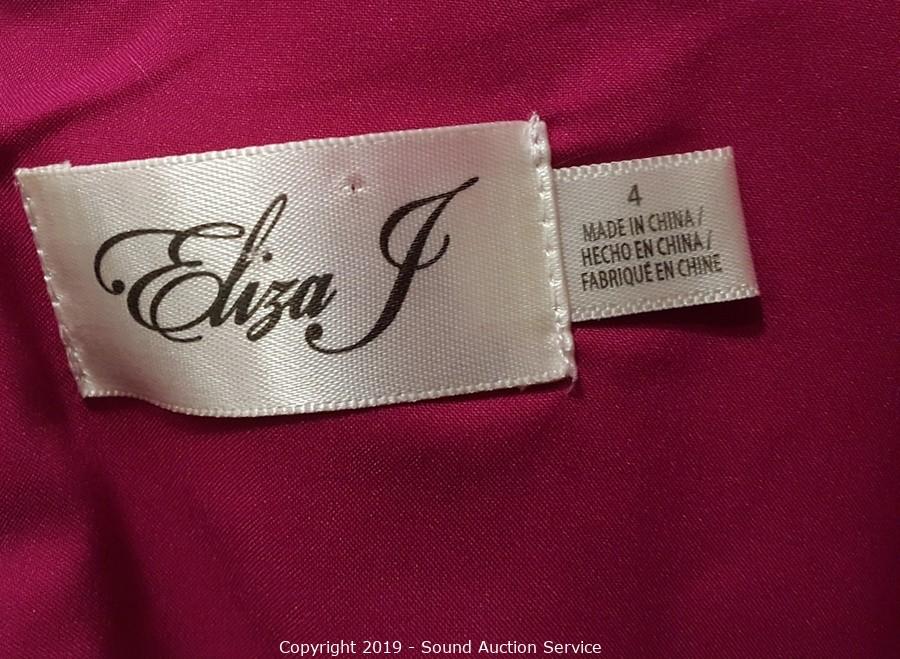 Eliza J
4
MADE IN CHINA /
HECHO EN CHINA /
FABRIQUÉ EN CHINE
Copyright 2019 - Sound Auction Service